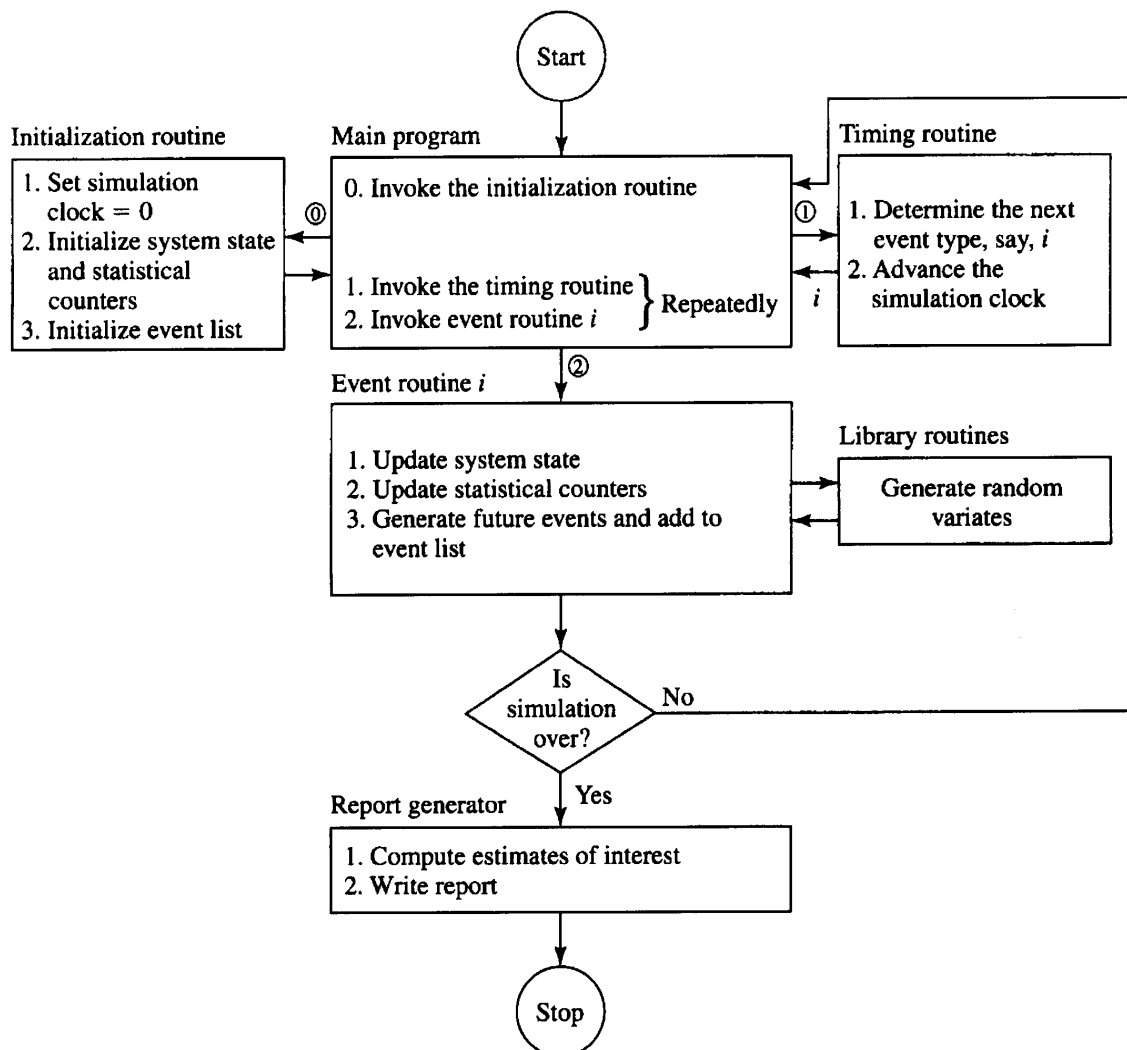 Start
Initialization routine
1. Set simulation
clock = 0
2. Initialize system state
and statistical
counters
3. Initialize event list
⓪
Main program
0. Invoke the initialization routine
1. Invoke the timing routine
2. Invoke event routine i
} Repeatedly
①
i
Timing routine
1. Determine the next
event type, say, i
2. Advance the
simulation clock
②
Event routine i
1. Update system state
2. Update statistical counters
3. Generate future events and add to
event list
Library routines
Generate random
variates
Is
simulation
over?
No
Yes
Report generator
1. Compute estimates of interest
2. Write report
Stop